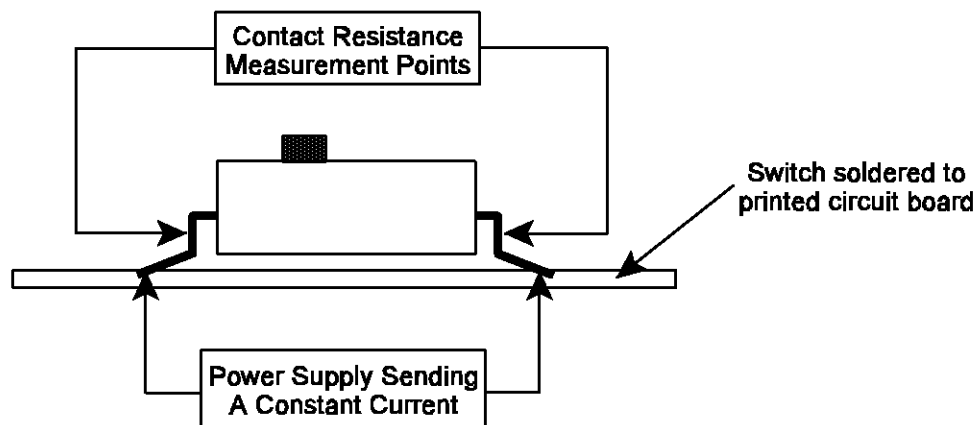 Contact Resistance
Measurement Points
Switch soldered to
printed circuit board
Power Supply Sending
A Constant Current